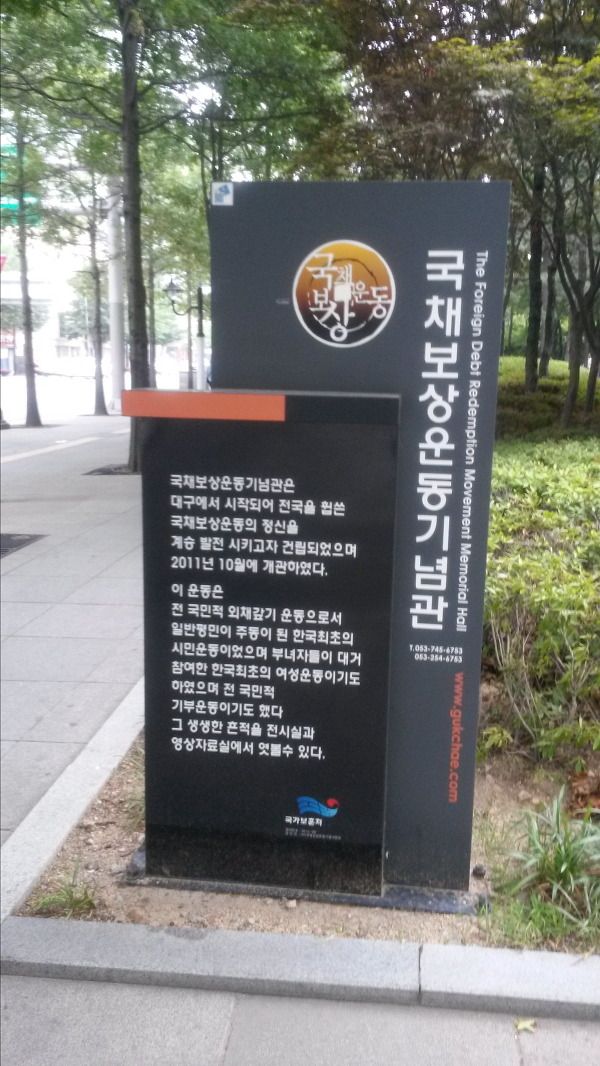 국채
보상
운동
국채보상운동기념관
The Foreign Debt Redemption Movement Memorial Hall
T.053-745-6753
053-254-6753
www.gukchae.com
국채보상운동기념관은
대구에서 시작되어 전국을 휩쓴
국채보상운동의 정신을
계승 발전 시키고자 건립되었으며
2011년 10월에 개관하였다.
이 운동은
전 국민적 외채갚기 운동으로서
일반평민이 주동이 된 한국최초의
시민운동이었으며 부녀자들이 대거
참여한 한국최초의 여성운동이기도
하였으며 전 국민적
기부운동이기도 했다
그 생생한 흔적을 전시실과
영상자료실에서 엿볼수 있다.
국가보훈처